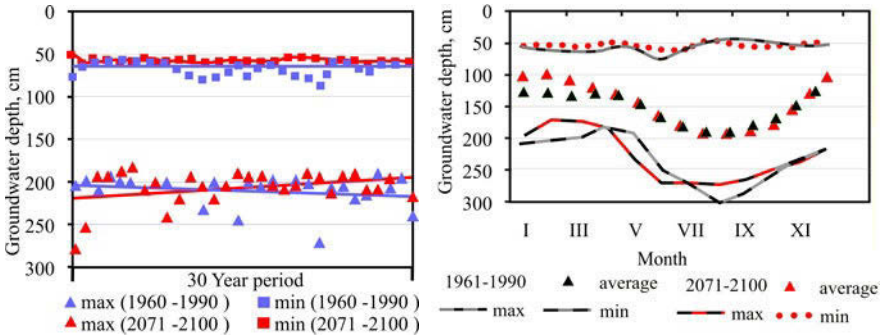 Groundwater depth, cm
0
50
100
150
200
250
300
30 Year period
max (1960 -1990 )
min (1960 -1990 )
max (2071 -2100 )
min (2071 -2100 )
Groundwater depth, cm
0
50
100
150
200
250
300
I III V VII IX XI
Month
1961-1990
average
max
min
2071-2100
average
max
min